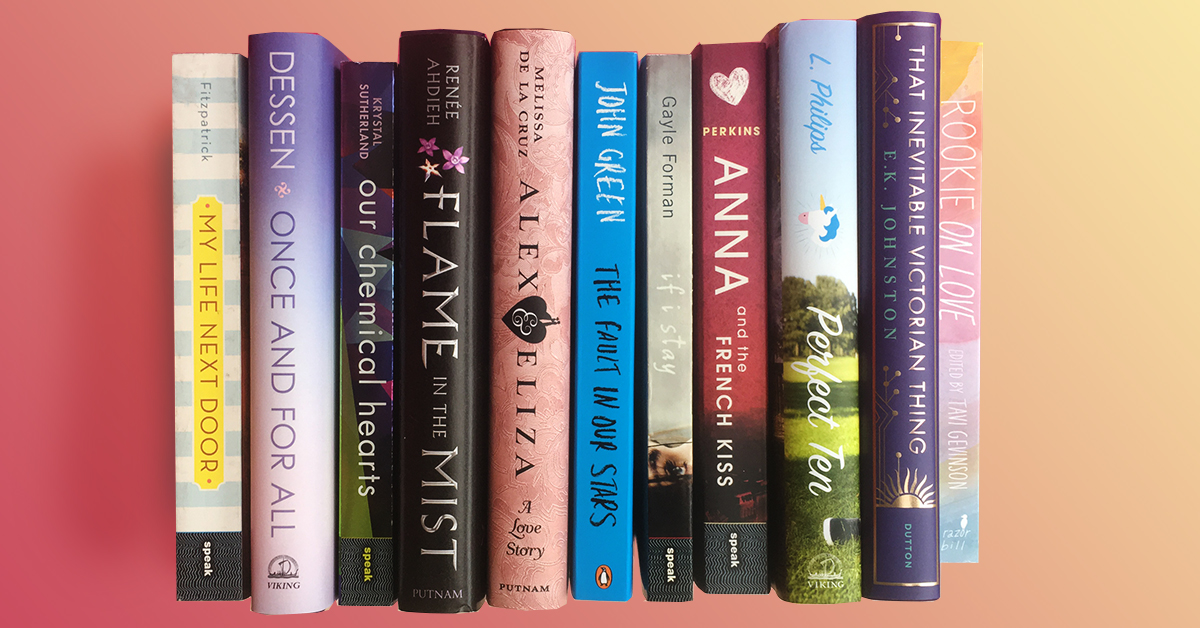 Fitzpatrick
MY LIFE NEXT DOOR
speak
DESSEN
ONCE AND FOR ALL
VIKING
KRYSTAL
SUTHERLAND
our chemical hearts
speak
RENÉE
AHDIEH
FLAME IN THE MIST
PUTNAM
MELISSA
DE LA CRUZ
ALEX ELIZA
A
Love
Story
PUTNAM
JOHN GREEN
THE FAULT IN OUR STARS
Gayle Forman
if i stay
speak
PERKINS
ANNA
and the
FRENCH KISS
speak
L. Philips
Perfect Ten
VIKING
THAT INEVITABLE VICTORIAN THING
E.K. JOHNSTON
DUTTON
ROOKIE ON LOVE
EDITED BY TAVI GEVINSON
razor
bill